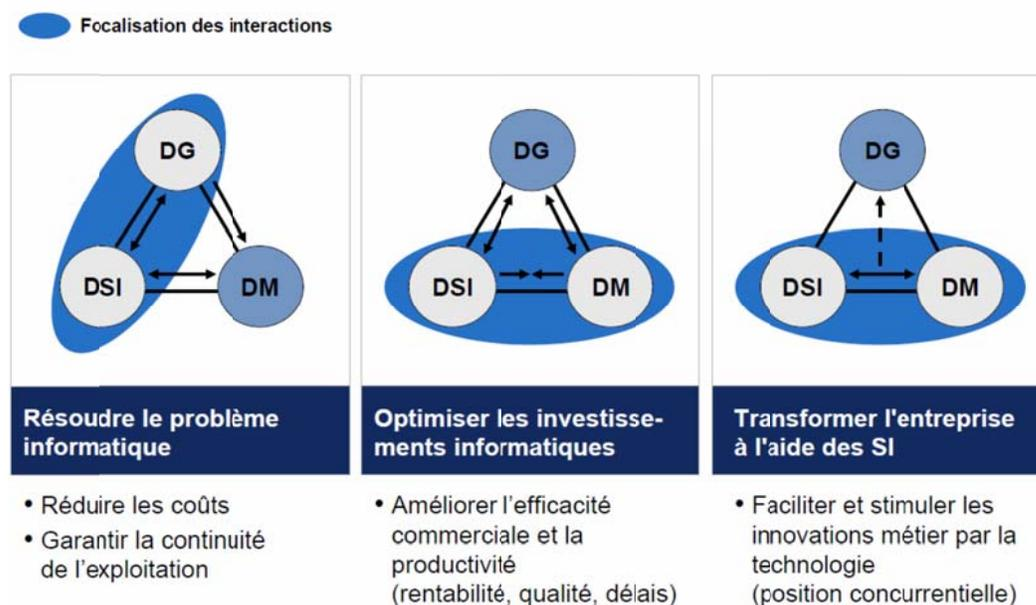 Focalisation des interactions
DG
DSI
DM
Résoudre le problème
informatique
• Réduire les coûts
• Garantir la continuité
de l'exploitation
DG
DSI
DM
Optimiser les investisse-
ments informatiques
• Améliorer l'efficacité
commerciale et la
productivité
(rentabilité, qualité, délais)
DG
DSI
DM
Transformer l'entreprise
à l'aide des SI
• Faciliter et stimuler les
innovations métier par la
technologie
(position concurrentielle)